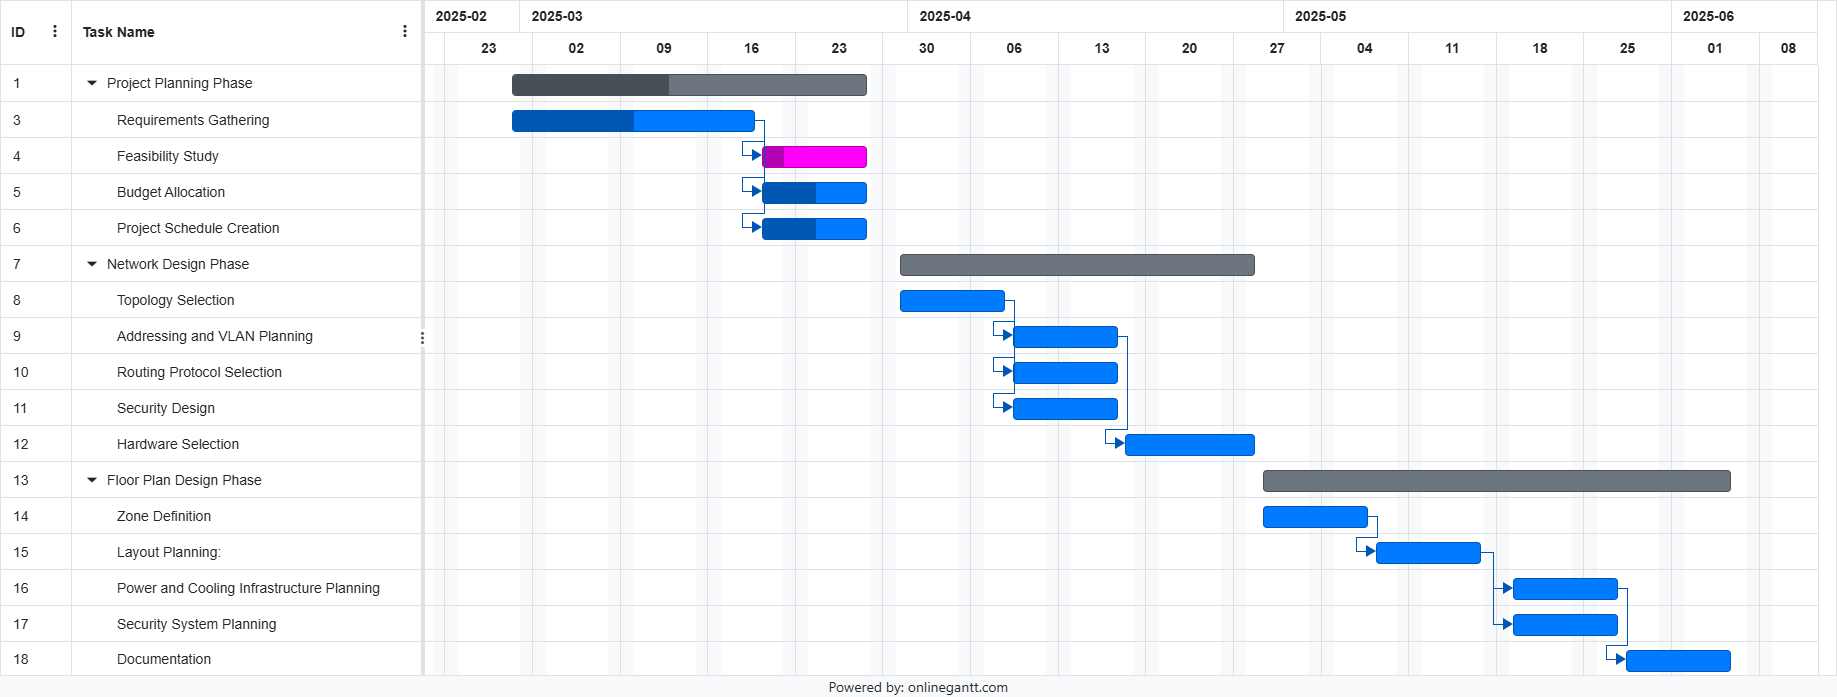 ID Task Name 2025-02 2025-03 2025-04 2025-05 2025-06
23 02 09 16 23 30 06 13 20 27 04 11 18 25 01 08
1 Project Planning Phase
3 Requirements Gathering
4 Feasibility Study
5 Budget Allocation
6 Project Schedule Creation
7 Network Design Phase
8 Topology Selection
9 Addressing and VLAN Planning
10 Routing Protocol Selection
11 Security Design
12 Hardware Selection
13 Floor Plan Design Phase
14 Zone Definition
15 Layout Planning:
16 Power and Cooling Infrastructure Planning
17 Security System Planning
18 Documentation
Powered by: onlinegantt.com